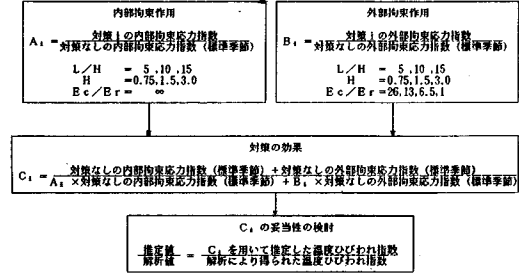 内部拘束作用
Aᵢ = 対策iの内部拘束応力指数 / 対策なしの内部拘束応力指数（標準季節）
L／H = 5 ,10 ,15
H = 0.75,1.5,3.0
Ec／Er = ∞
外部拘束作用
Bᵢ = 対策iの外部拘束応力指数 / 対策なしの外部拘束応力指数（標準季節）
L／H = 5 ,10 ,15
H = 0.75,1.5,3.0
Ec／Er = 26,13,6.5,1
対策の効果
Cᵢ = 対策なしの内部拘束応力指数（標準季節）＋対策なしの外部拘束応力指数（標準季節） / Aᵢ ×対策なしの内部拘束応力指数（標準季節）＋Bᵢ ×対策なしの外部拘束応力指数（標準季節）
Cᵢ の妥当性の検討
推定値 / 解析値 = Cᵢ を用いて推定した温度ひびわれ指数 / 解析により得られた温度ひびわれ指数